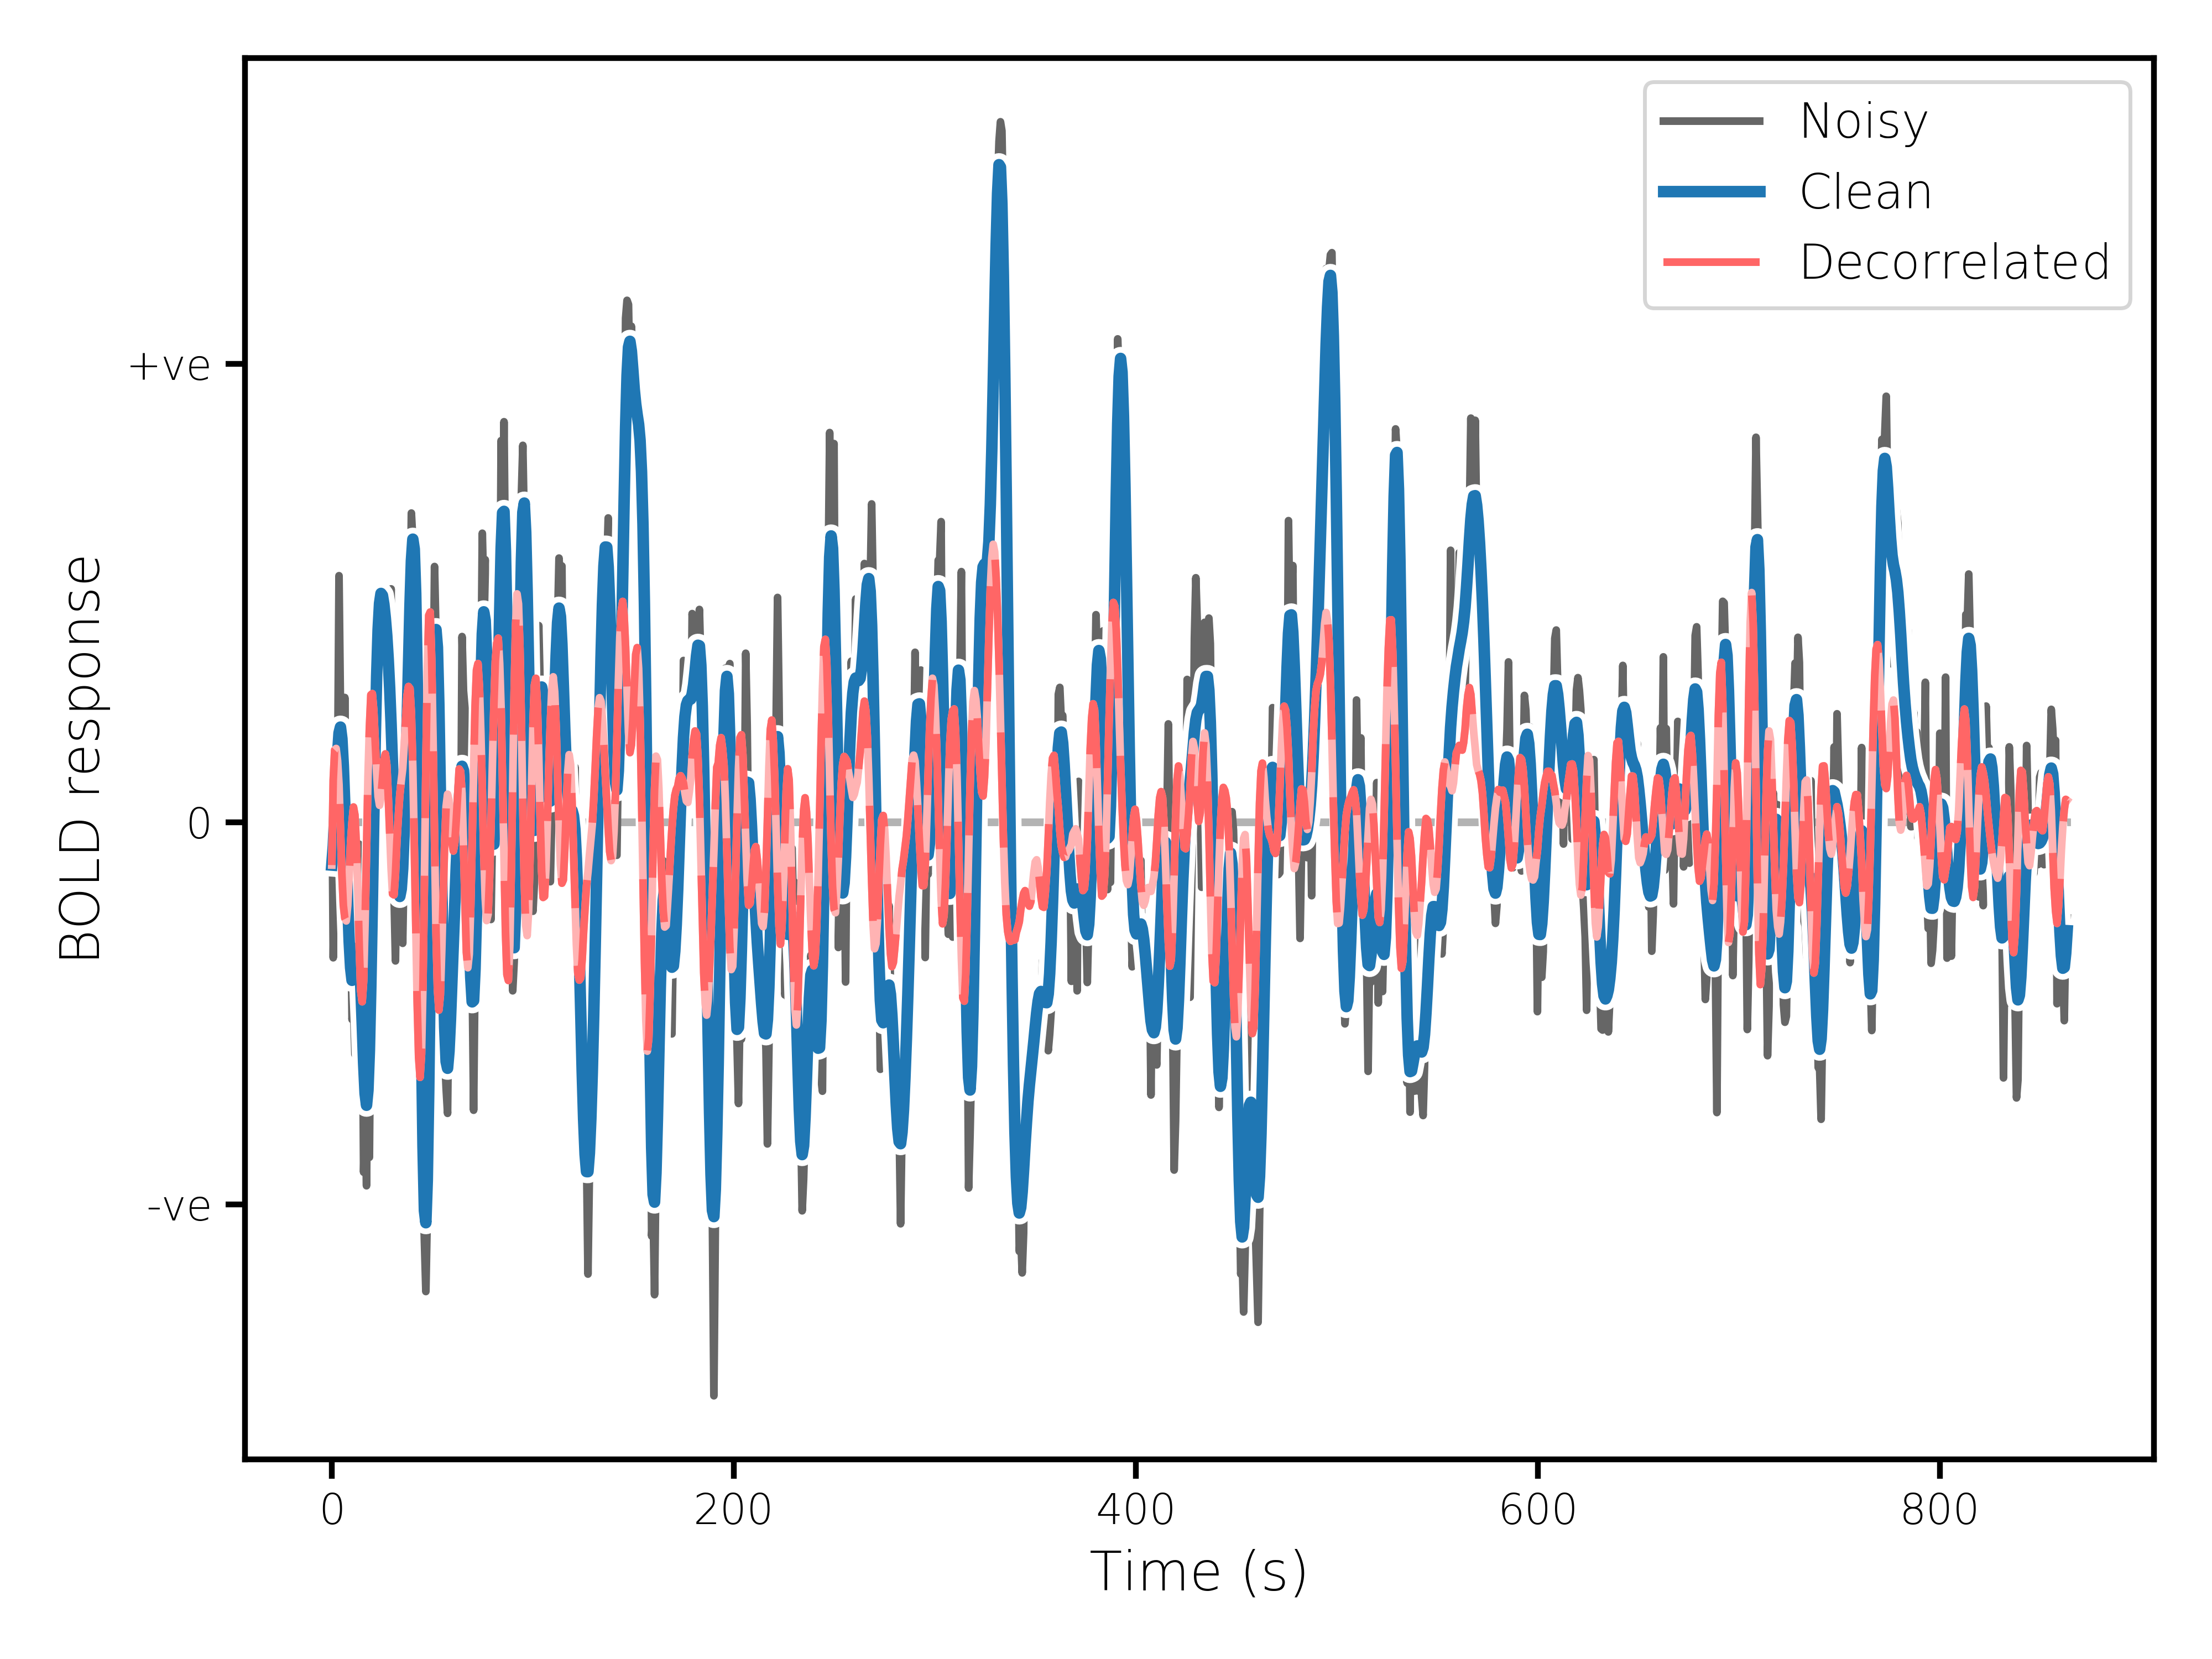 Noisy
Clean
Decorrelated
+ve
0
-ve
BOLD response
0 200 400 600 800
Time (s)